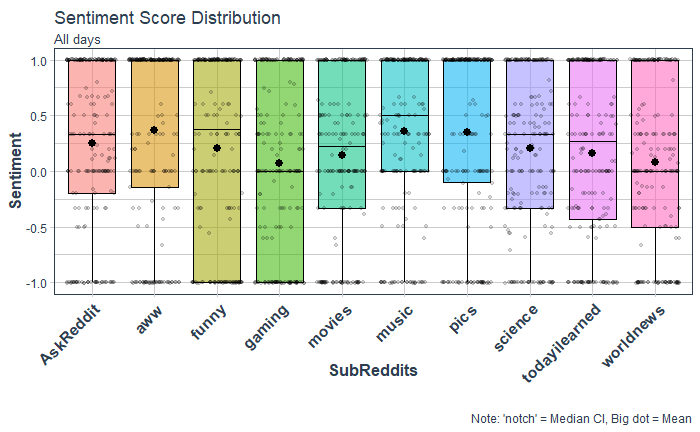 Sentiment Score Distribution
All days
Sentiment
1.0
0.5
0.0
-0.5
-1.0
AskReddit
aww
funny
gaming
movies
music
pics
science
todayilearned
worldnews
SubReddits
Note: 'notch' = Median CI, Big dot = Mean